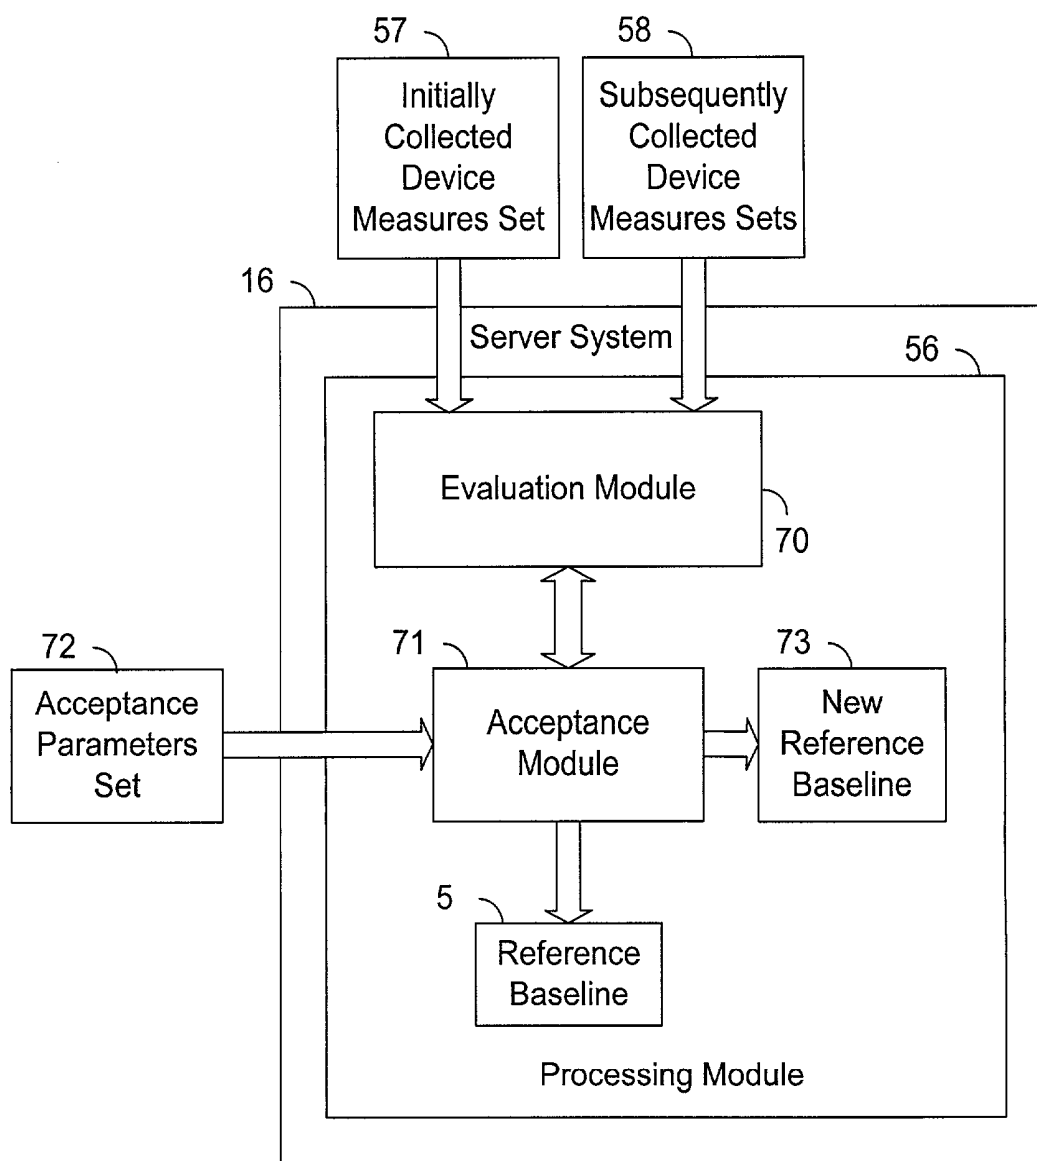 57
58
Initially
Collected
Device
Measures Set
Subsequently
Collected
Device
Measures Sets
16
Server System
56
Evaluation Module
70
72
71
73
Acceptance
Parameters
Set
Acceptance
Module
New
Reference
Baseline
5
Reference
Baseline
Processing Module